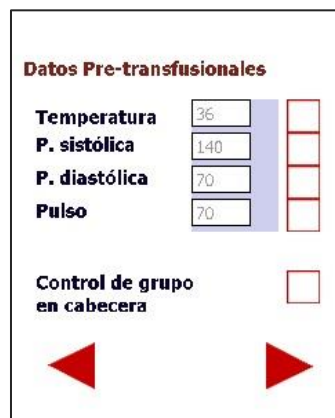 Datos Pre-transfusionales
Temperatura 36
P. sistólica 140
P. diastólica 70
Pulso 70
Control de grupo
en cabecera